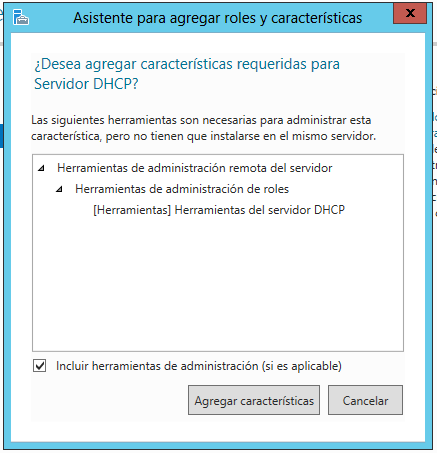 Asistente para agregar roles y características
¿Desea agregar características requeridas para
Servidor DHCP?
Las siguientes herramientas son necesarias para administrar esta
característica, pero no tienen que instalarse en el mismo servidor.
Herramientas de administración remota del servidor
Herramientas de administración de roles
[Herramientas] Herramientas del servidor DHCP
Incluir herramientas de administración (si es aplicable)
Agregar características
Cancelar